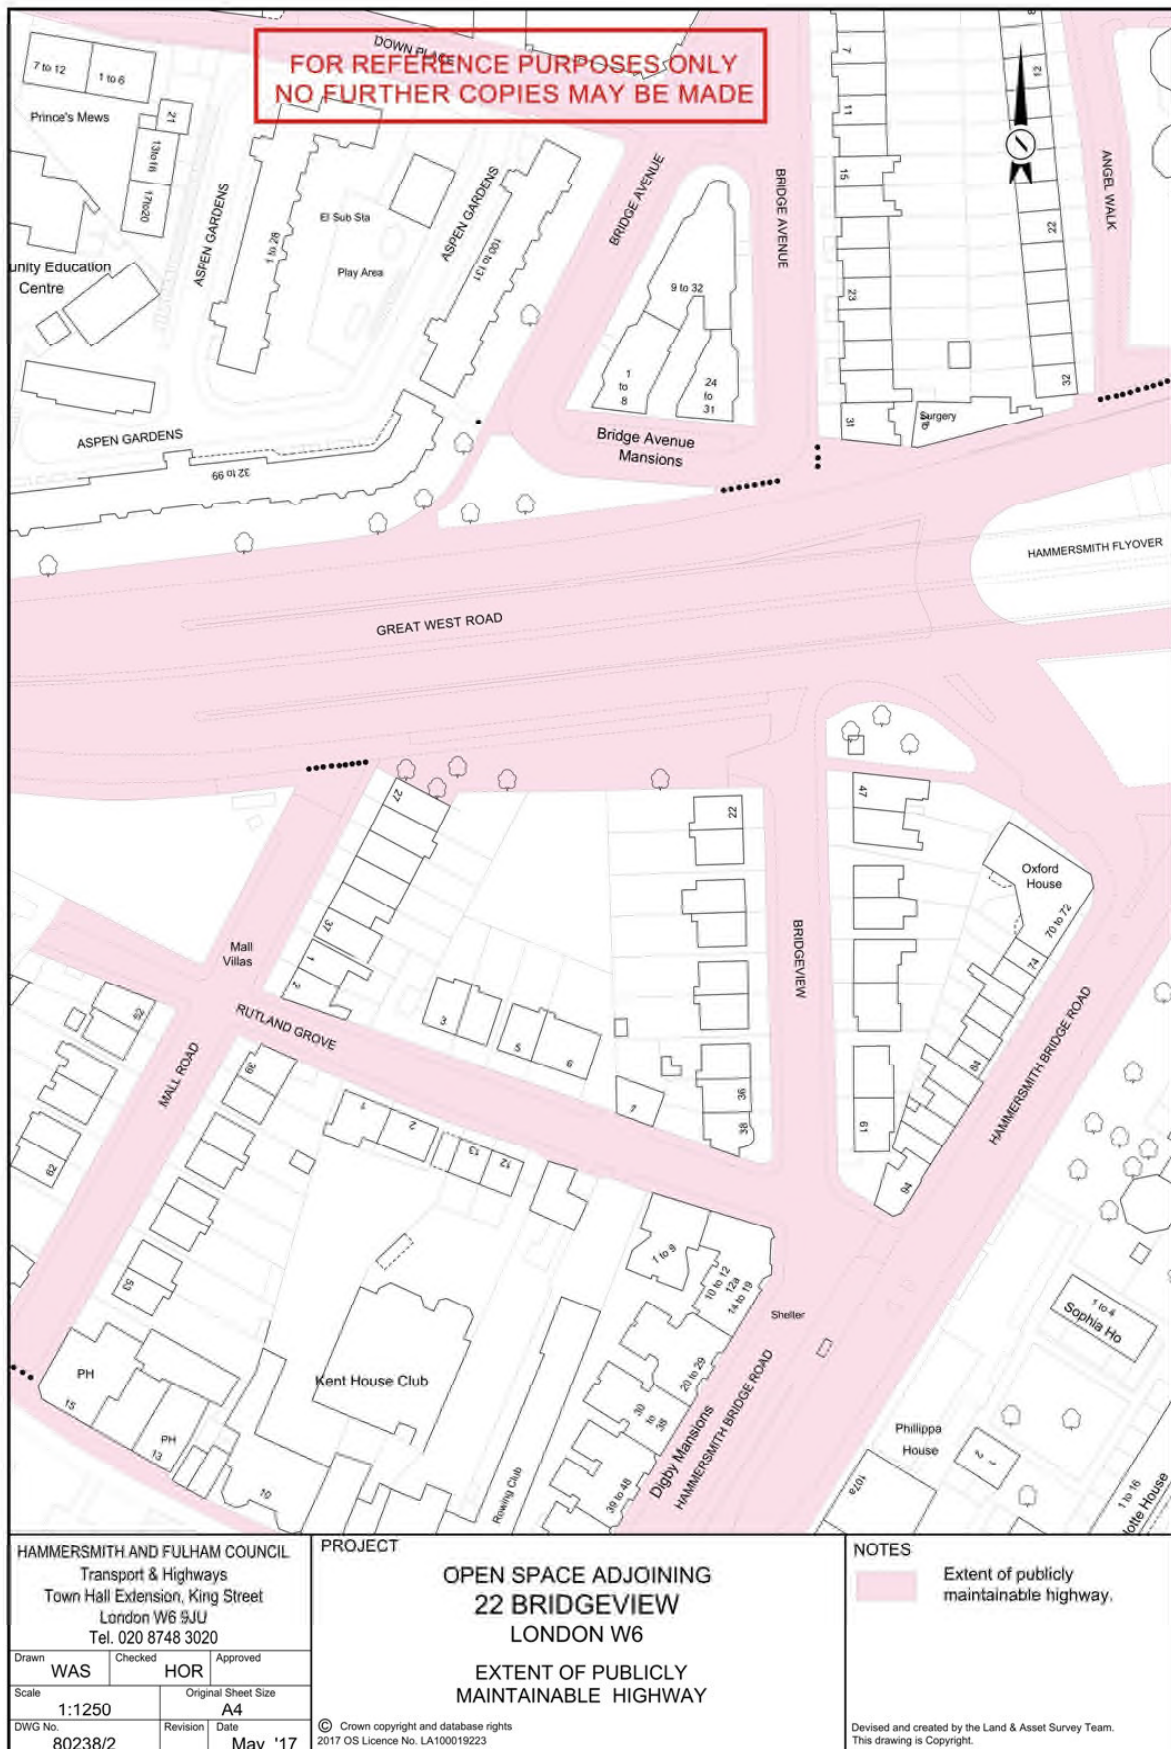 DOWN PLACE
FOR REFERENCE PURPOSES ONLY
NO FURTHER COPIES MAY BE MADE
7 to 12
1 to 6
Prince's Mews
21
13to16
17to20
ASPEN GARDENS
1 to 28
El Sub Sta
Play Area
ASPEN GARDENS
100 to 131
BRIDGE AVENUE
BRIDGE AVENUE
7
11
15
23
31
12
22
32
ANGEL WALK
unity Education
Centre
9 to 32
1
to
8
24
to
31
Surgery
Bridge Avenue
Mansions
ASPEN GARDENS
32 to 99
HAMMERSMITH FLYOVER
GREAT WEST ROAD
27
37
1
2
22
47
Oxford
House
70 to 72
74
84
94
Mall
Villas
BRIDGEVIEW
RUTLAND GROVE
3
5
6
7
36
38
61
HAMMERSMITH BRIDGE ROAD
MALL ROAD
39
1
2
13
12
62
53
1 to 9
10 to 12
12a
14 to 19
Shelter
1 to 4
Sophia Ho
PH
15
PH
13
10
Kent House Club
Rowing Club
20 to 29
30
to
38
39 to 48
Digby Mansions
HAMMERSMITH BRIDGE ROAD
Phillippa
House
2
1
107a
1 to 16
lotte House
HAMMERSMITH AND FULHAM COUNCIL
Transport & Highways
Town Hall Extension, King Street
London W6 9JU
Tel. 020 8748 3020
Drawn
WAS
Checked
HOR
Approved
Scale
1:1250
Original Sheet Size
A4
DWG No.
80238/2
Revision
Date
May '17
PROJECT
OPEN SPACE ADJOINING
22 BRIDGEVIEW
LONDON W6
EXTENT OF PUBLICLY
MAINTAINABLE HIGHWAY
© Crown copyright and database rights
2017 OS Licence No. LA100019223
NOTES
Extent of publicly
maintainable highway.
Devised and created by the Land & Asset Survey Team.
This drawing is Copyright.